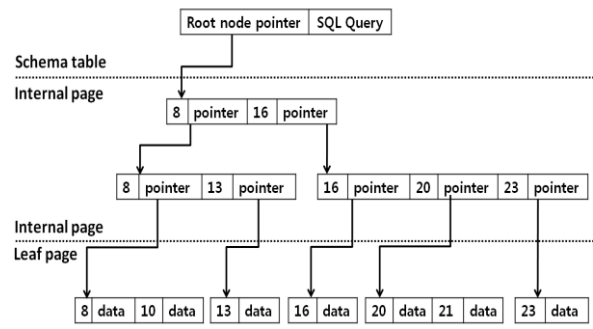 Root node pointer SQL Query
Schema table
Internal page
8 pointer 16 pointer
8 pointer 13 pointer 16 pointer 20 pointer 23 pointer
Internal page
Leaf page
8 data 10 data 13 data 16 data 20 data 21 data 23 data